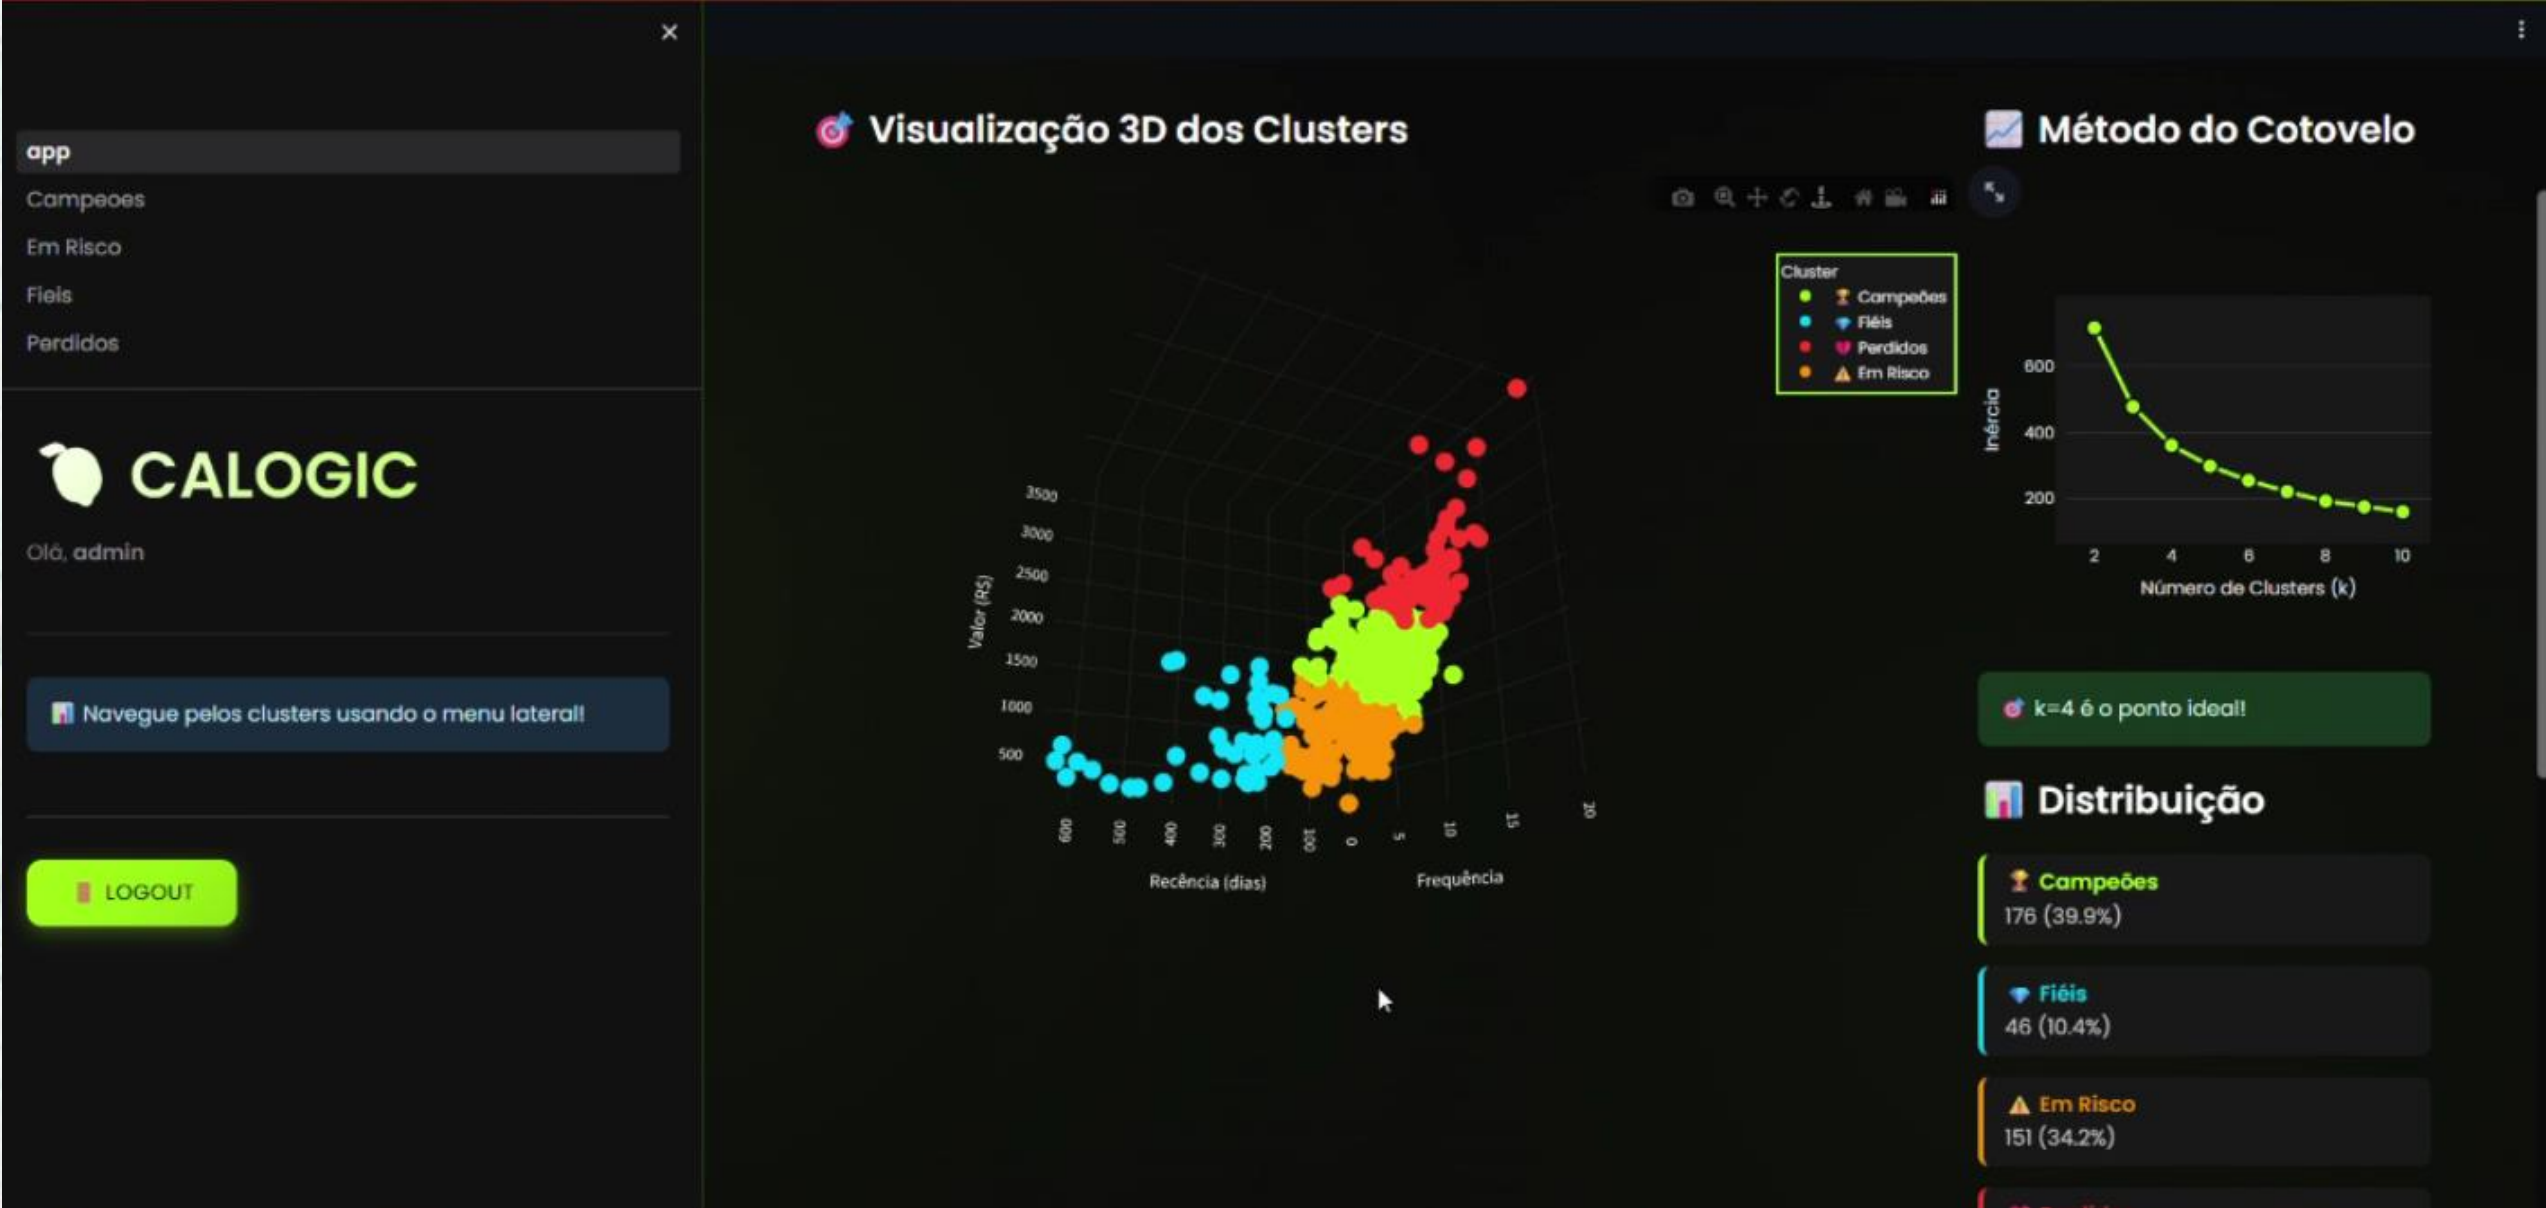 app
Campeoes
Em Risco
Fieis
Perdidos
CALOGIC
Olá, admin
Navegue pelos clusters usando o menu lateral!
LOGOUT
Visualização 3D dos Clusters
Cluster
Campeões
Fiéis
Perdidos
Em Risco
3500
3000
2500
2000
1500
1000
500
Valor (R$)
600
500
400
300
200
100
0
5
10
15
20
Recência (dias)
Frequência
Método do Cotovelo
600
400
200
Inércia
2
4
6
8
10
Número de Clusters (k)
k=4 é o ponto ideal!
Distribuição
Campeões
176 (39.9%)
Fiéis
46 (10.4%)
Em Risco
151 (34.2%)